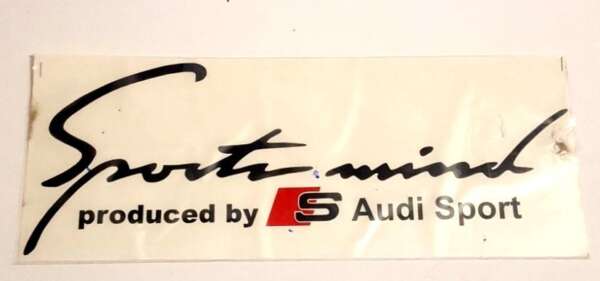 Sports mind
produced by S Audi Sport